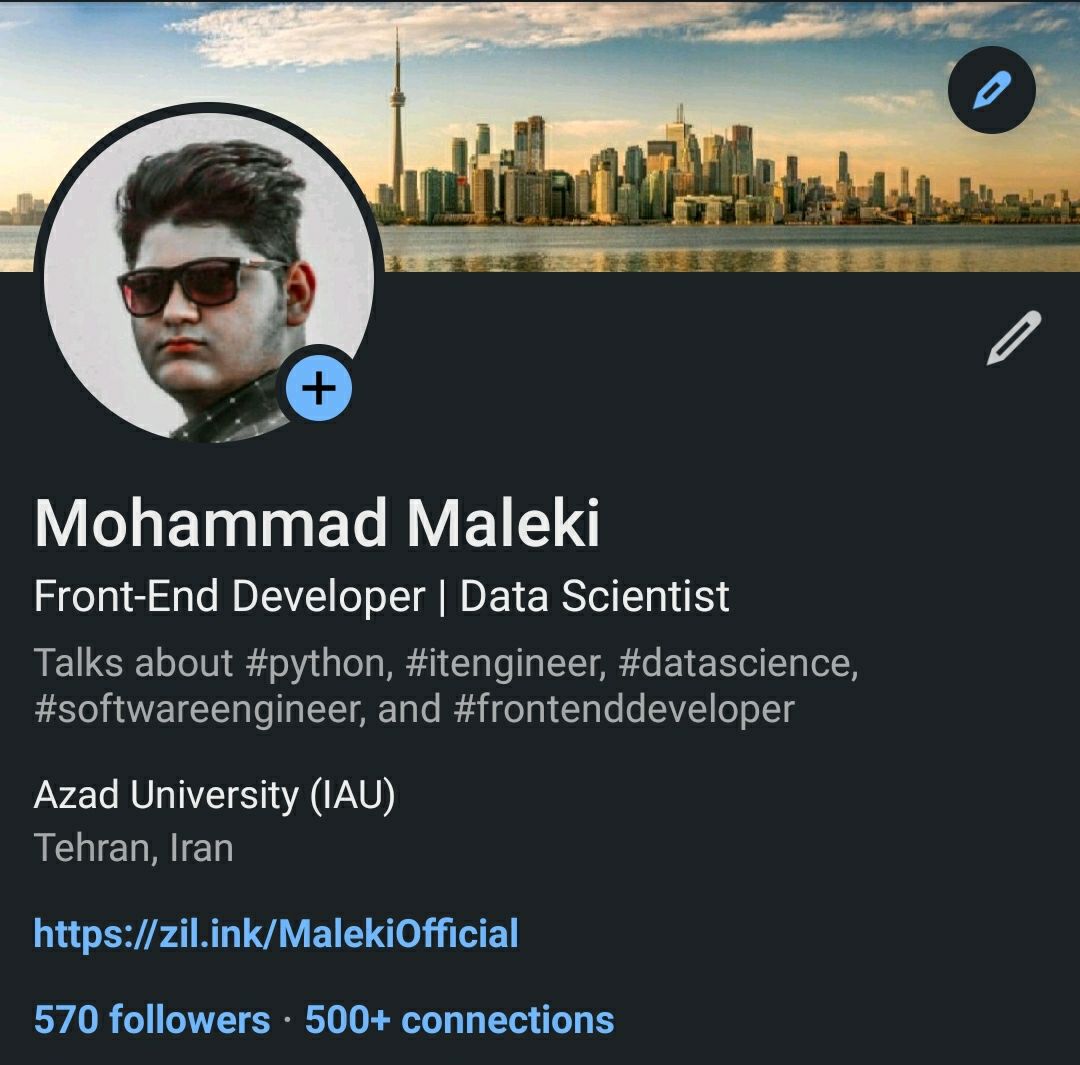 Mohammad Maleki
Front-End Developer | Data Scientist
Talks about #python, #itengineer, #datascience,
#softwareengineer, and #frontenddeveloper
Azad University (IAU)
Tehran, Iran
https://zil.ink/MalekiOfficial
570 followers · 500+ connections